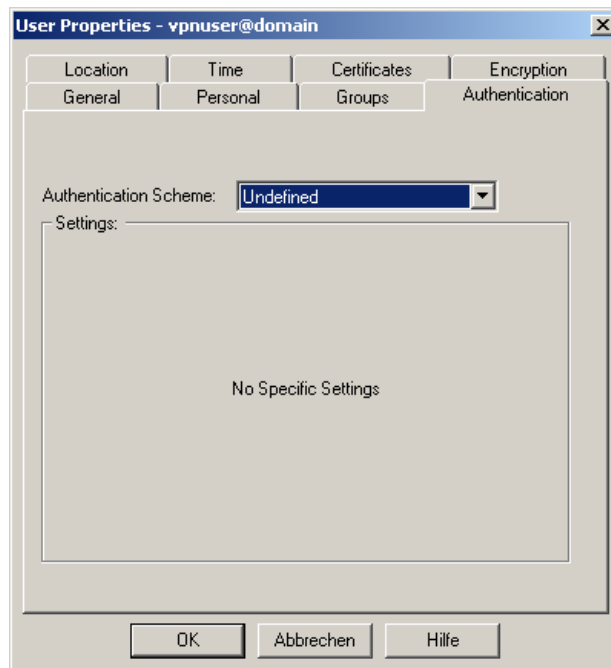 User Properties - vpnuser@domain
Location Time Certificates Encryption
General Personal Groups Authentication
Authentication Scheme: Undefined
Settings:
No Specific Settings
OK Abbrechen Hilfe